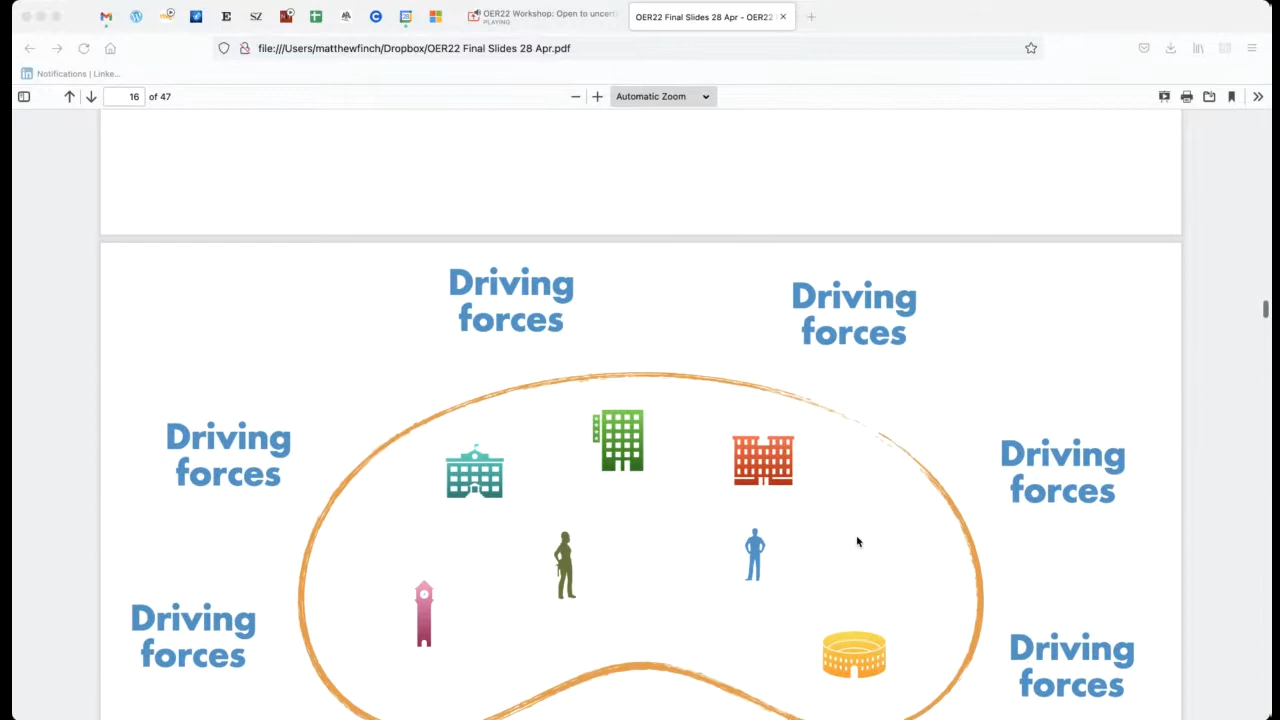 OER22 Workshop: Open to uncert
PLAYING
OER22 Final Slides 28 Apr - OER22
file:///Users/matthewfinch/Dropbox/OER22 Final Slides 28 Apr.pdf
Notifications | Linke...
16 of 47
Automatic Zoom
Driving
forces
Driving
forces
Driving
forces
Driving
forces
Driving
forces
Driving
forces